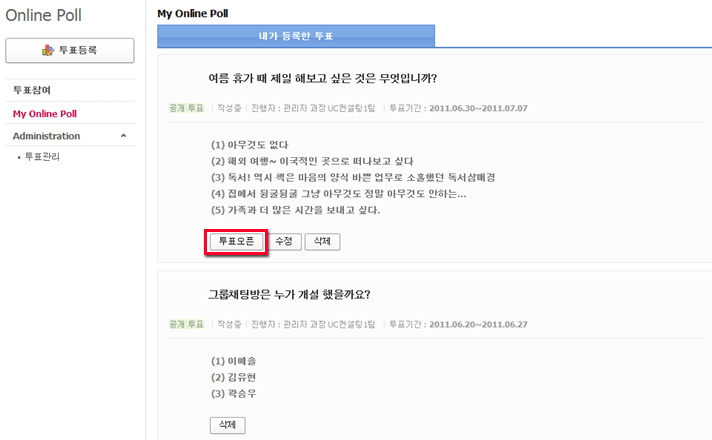 Online Poll
투표등록
투표참여
My Online Poll
Administration
투표관리
My Online Poll
내가 등록한 투표
여름 휴가 때 제일 해보고 싶은 것은 무엇입니까?
공개 투표 작성중 진행자 : 관리자 과장 UC컨설팅1팀 투표기간 : 2011.06.30~2011.07.07
(1) 아무것도 없다
(2) 해외 여행~ 이국적인 곳으로 떠나보고 싶다
(3) 독서! 역시 책은 마음의 양식 바쁜 업무로 소홀했던 독서삼매경
(4) 집에서 뒹굴뒹굴 그냥 아무것도 정말 아무것도 안하는...
(5) 가족과 더 많은 시간을 보내고 싶다.
투표오픈 수정 삭제
그룹채팅방은 누가 개설 했을까요?
공개 투표 작성중 진행자 : 관리자 과장 UC컨설팅1팀 투표기간 : 2011.06.20~2011.06.27
(1) 이예슬
(2) 김유현
(3) 곽승우
삭제